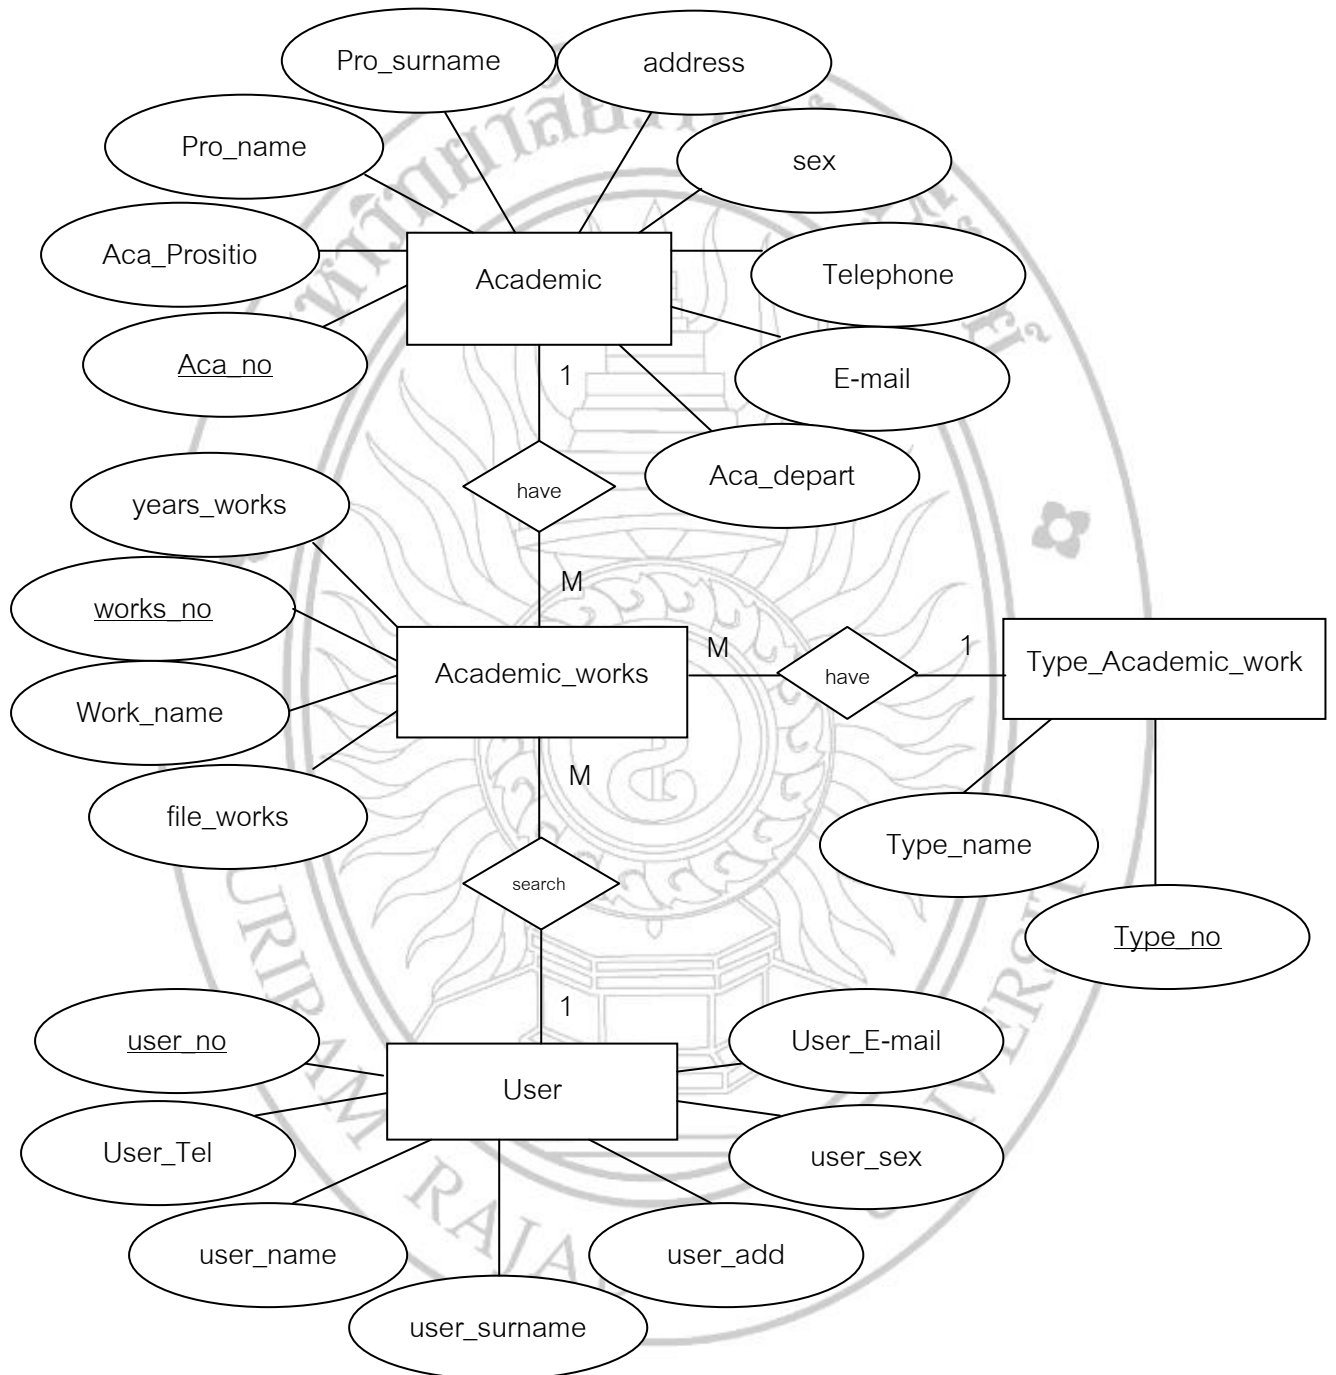 Pro_surname
address
Pro_name
sex
Aca_Prositio
Academic
Telephone
Aca_no
1
E-mail
Aca_depart
have
years_works
M
works_no
Academic_works
M
have
1
Type_Academic_work
Work_name
M
file_works
Type_name
search
Type_no
1
user_no
User_E-mail
User
User_Tel
user_sex
user_name
user_add
user_surname